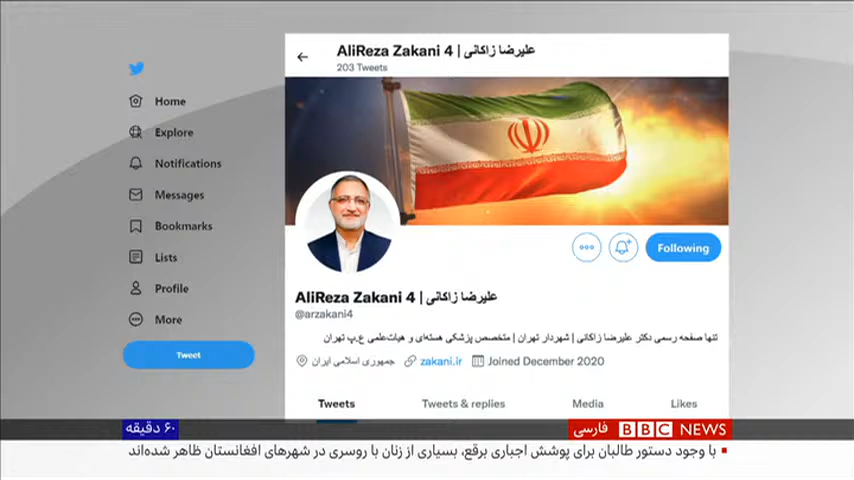 AliReza Zakani 4 | علیرضا زاکانی
203 Tweets
Home
Explore
Notifications
Messages
Bookmarks
Lists
Profile
More
Tweet
Following
AliReza Zakani 4 | علیرضا زاکانی
@arzakani4
تنها صفحه رسمی دکتر علیرضا زاکانی | شهردار تهران | متخصص پزشکی هسته‌ای و هیات‌علمی ع.پ تهران
جمهوری اسلامی ایران zakani.ir Joined December 2020
Tweets Tweets & replies Media Likes
۶۰ دقیقه
BBC NEWS فارسی
با وجود دستور طالبان برای پوشش اجباری برقع، بسیاری از زنان با روسری در شهرهای افغانستان ظاهر شده‌اند